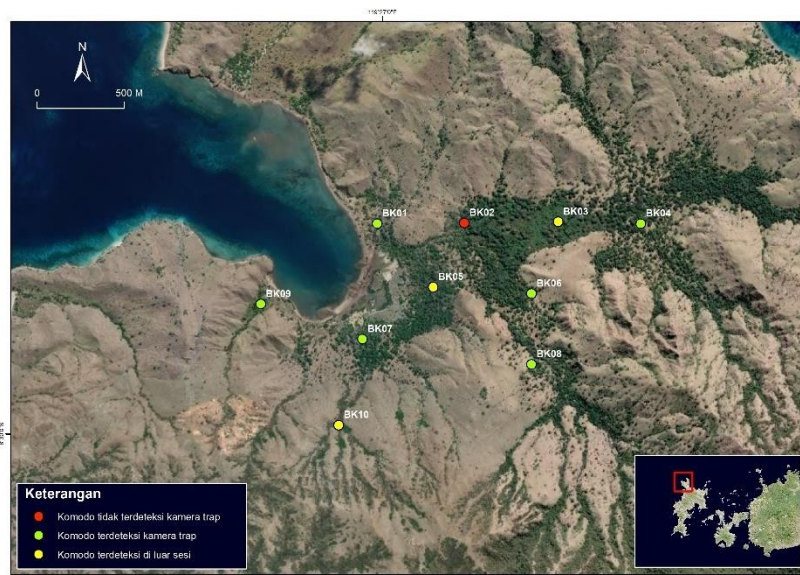 N
0 500 M
BK01
BK02
BK03
BK04
BK05
BK06
BK09
BK07
BK08
BK10
Keterangan
Komodo tidak terdeteksi kamera trap
Komodo terdeteksi kamera trap
Komodo terdeteksi di luar sesi